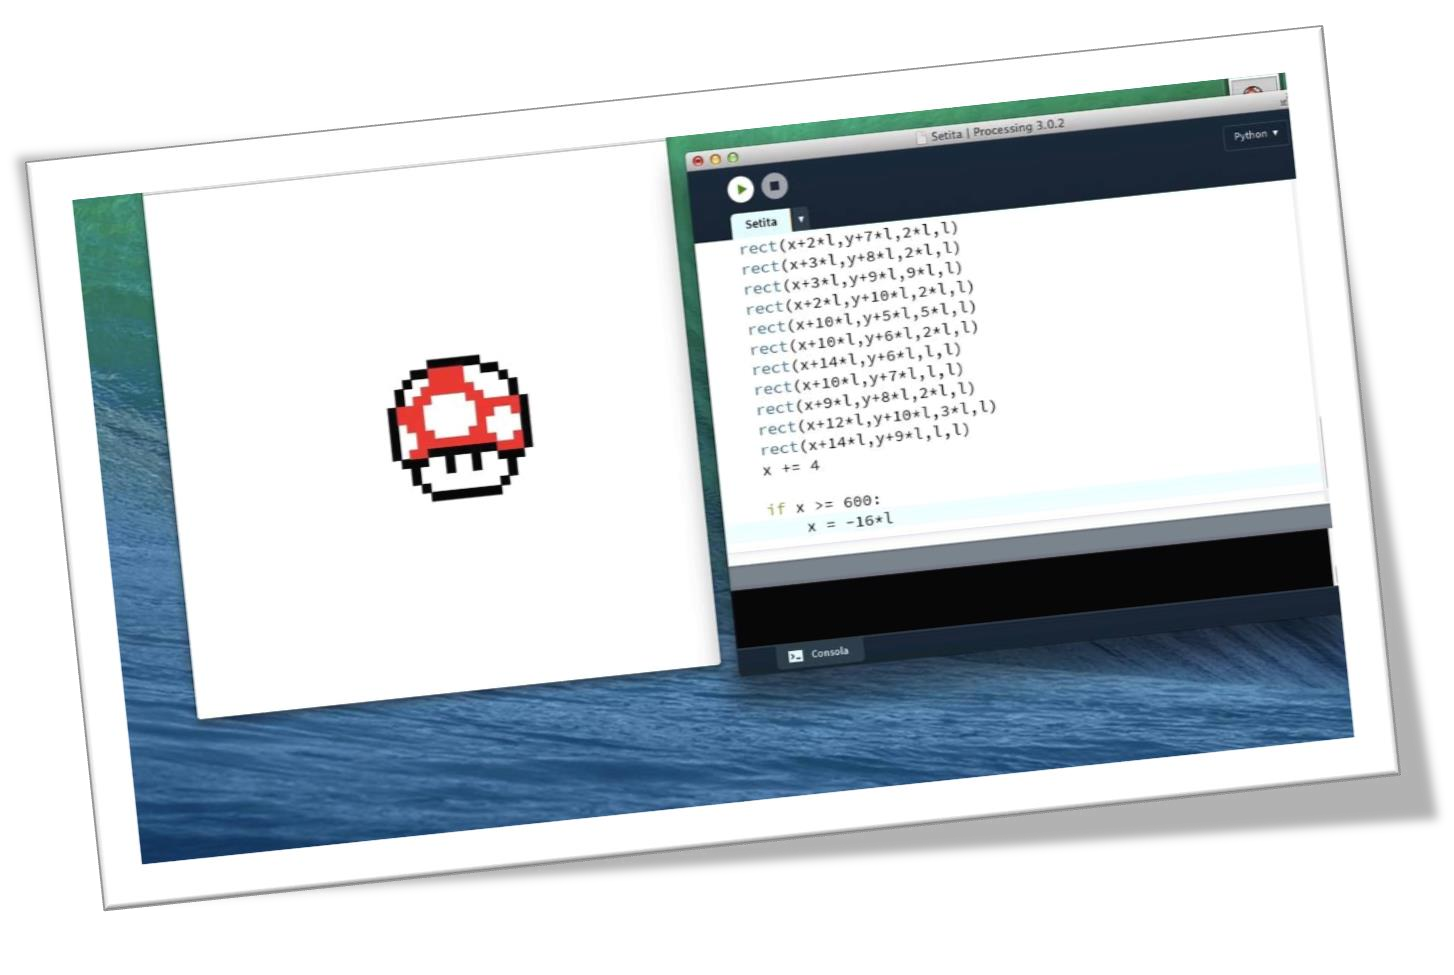 Setita | Processing 3.0.2
Python
Setita
rect(x+2*l,y+7*l,2*l,l)
rect(x+3*l,y+8*l,2*l,l)
rect(x+3*l,y+9*l,9*l,l)
rect(x+2*l,y+10*l,2*l,l)
rect(x+10*l,y+5*l,5*l,l)
rect(x+10*l,y+6*l,2*l,l)
rect(x+14*l,y+6*l,l,l)
rect(x+10*l,y+7*l,l,l)
rect(x+9*l,y+8*l,2*l,l)
rect(x+12*l,y+10*l,3*l,l)
rect(x+14*l,y+9*l,l,l)
x += 4
if x >= 600:
x = -16*l
Consola